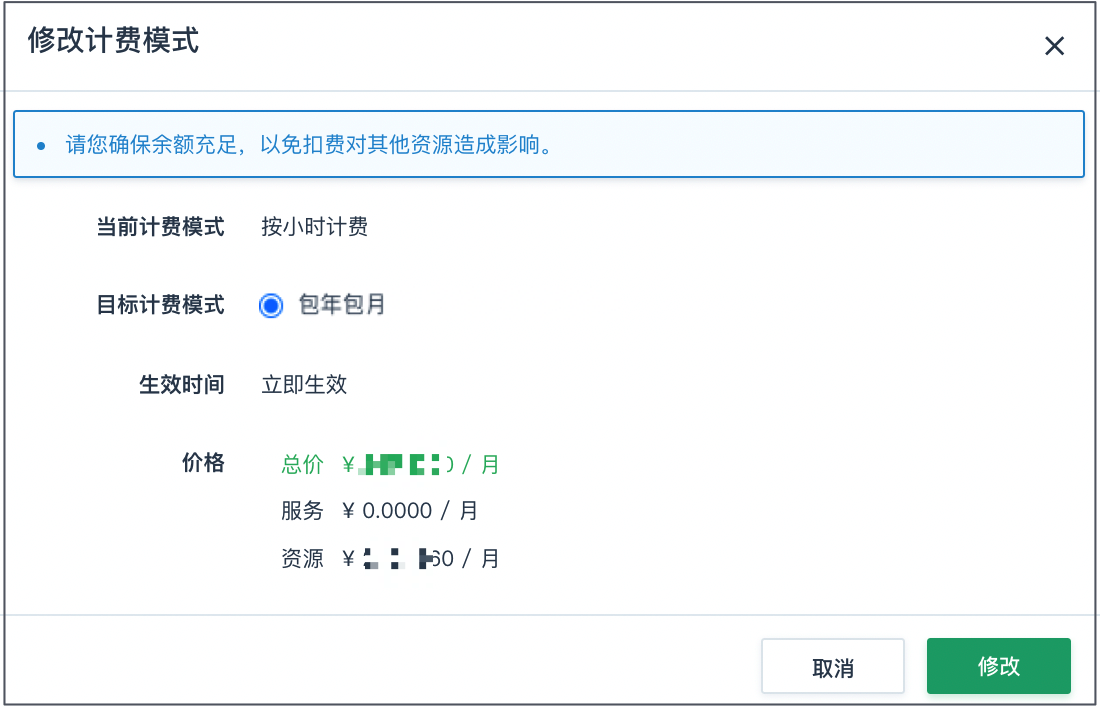 修改计费模式
请您确保余额充足，以免扣费对其他资源造成影响。
当前计费模式 按小时计费
目标计费模式 包年包月
生效时间 立即生效
价格 总价 ¥ / 月
服务 ¥ 0.0000 / 月
资源 ¥ 60 / 月
取消 修改